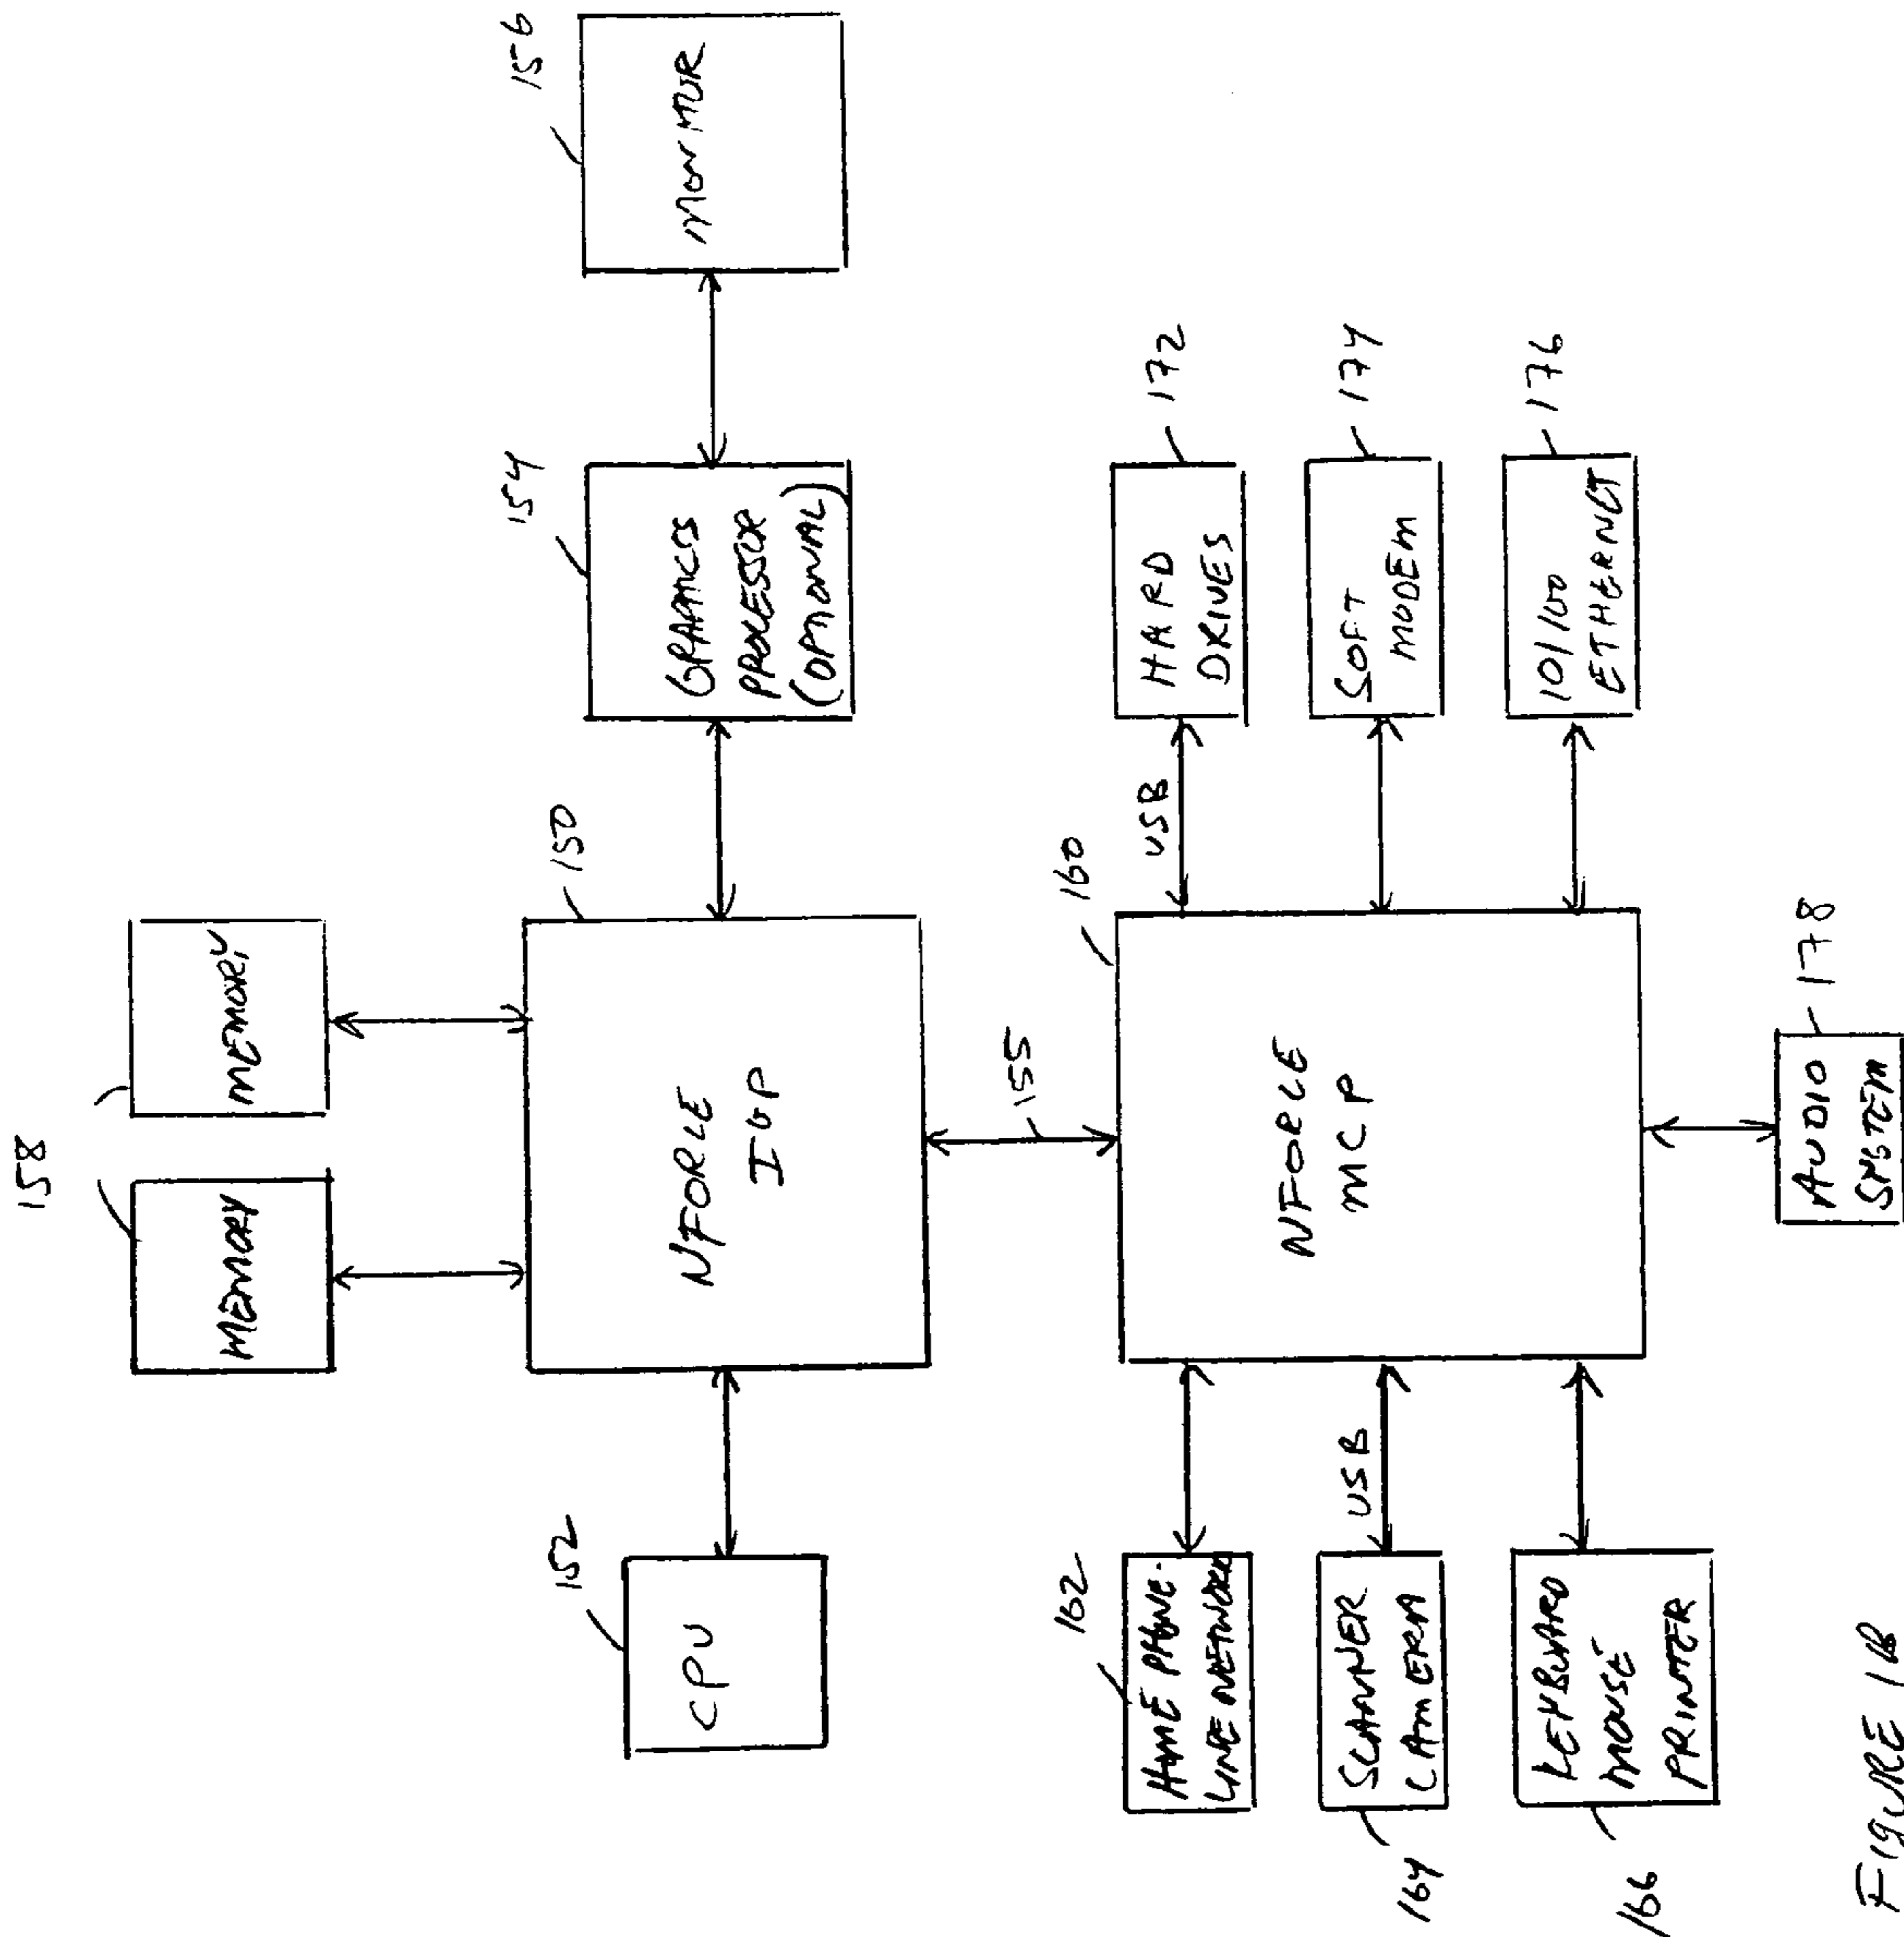 158
MEMORY
MEMORY
156
154
150
152
CPU
NFORCE
IGP
GRAPHICS
PROCESSOR
(OPTIONAL)
MONITOR
155
162
160
HOME PHONE-
LINE NETWORK
USB
HARD
DRIVES
172
164
SCANNER
CAMERA
USB
NFORCE
MCP
SOFT
MODEM
174
166
KEYBOARD
MOUSE
PRINTER
10/100
ETHERNET
176
AUDIO
SYSTEM
178
FIGURE 1B